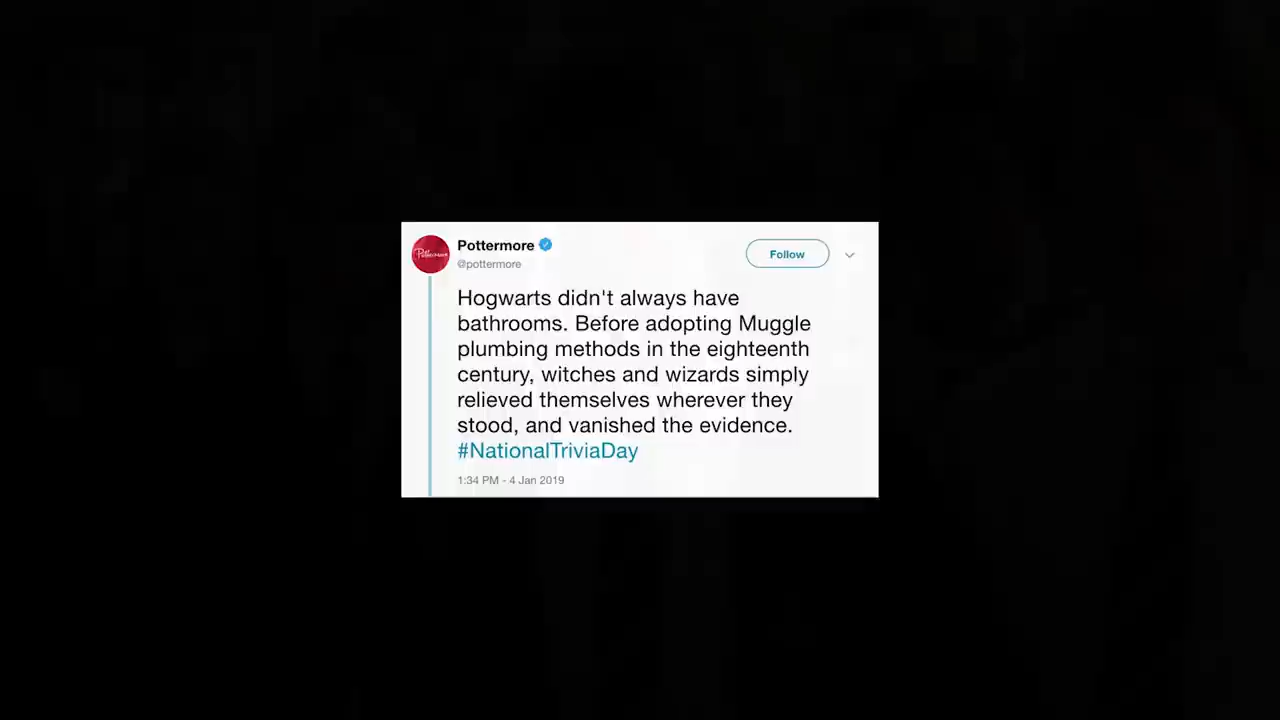 Pottermore
@pottermore
Follow
Hogwarts didn't always have
bathrooms. Before adopting Muggle
plumbing methods in the eighteenth
century, witches and wizards simply
relieved themselves wherever they
stood, and vanished the evidence.
#NationalTriviaDay
1:34 PM - 4 Jan 2019